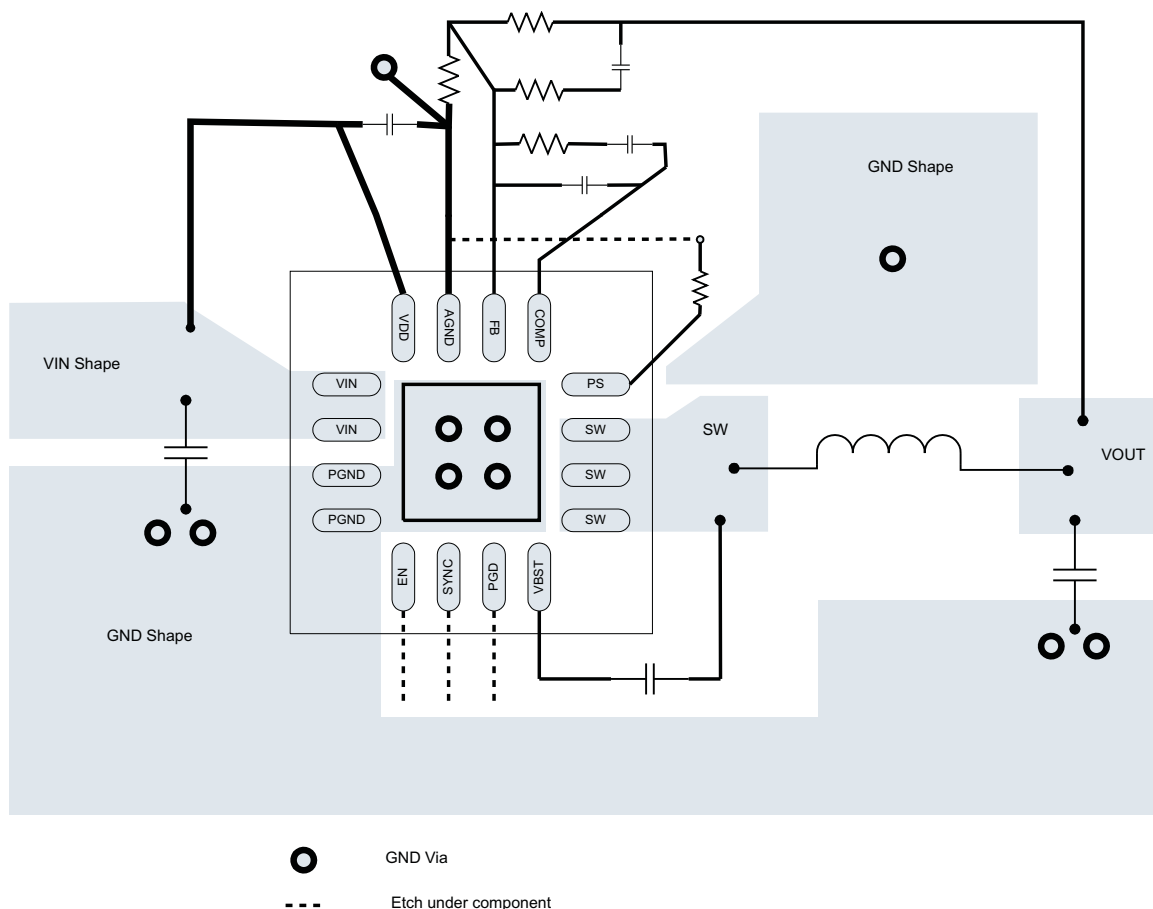 GND Shape
VDD
AGND
FB
COMP
VIN Shape
VIN
PS
VIN
SW
SW
VOUT
PGND
SW
PGND
SW
EN
SYNC
PGD
VBST
GND Shape
GND Via
Etch under component